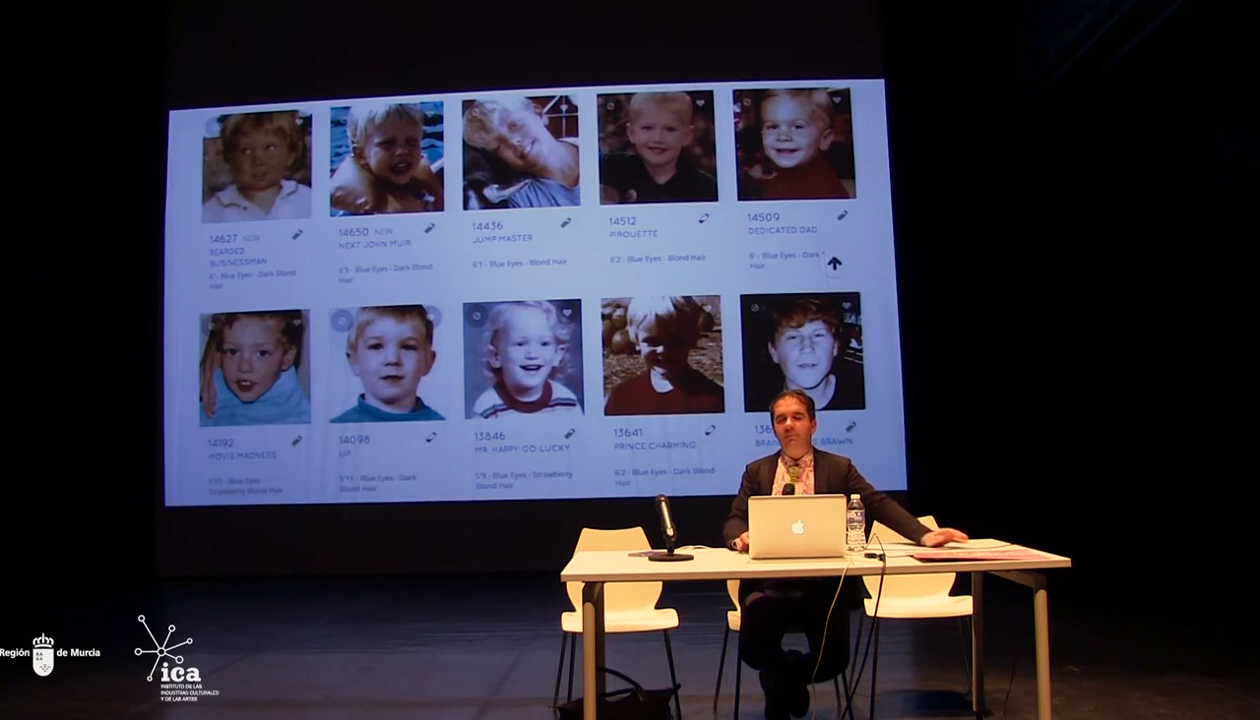 14627 NEW
BEARDED
BUSINESSMAN
6' - Blue Eyes - Dark Blond
Hair
14650 NEW
NEXT JOHN MUIR
6'3 - Blue Eyes - Dark Blond
Hair
14436
JUMP MASTER
6'1 - Blue Eyes - Blond Hair
14512
PIROUETTE
6'2 - Blue Eyes - Blond Hair
14509
DEDICATED DAD
6' - Blue Eyes - Dark
Hair
14192
MOVIE MADNESS
Blue Eyes -
Strawberry Blond Hair
14098
UP
5'11 - Blue Eyes - Dark
Blond Hair
13846
MR. HAPPY-GO-LUCKY
5'9 - Blue Eyes - Strawberry
Blond Hair
13641
PRINCE CHARMING
6'2 - Blue Eyes - Dark Blond
Hair
136
BRAWN
Región de Murcia
ica
INSTITUTO DE LAS
INDUSTRIAS CULTURALES
Y DE LAS ARTES